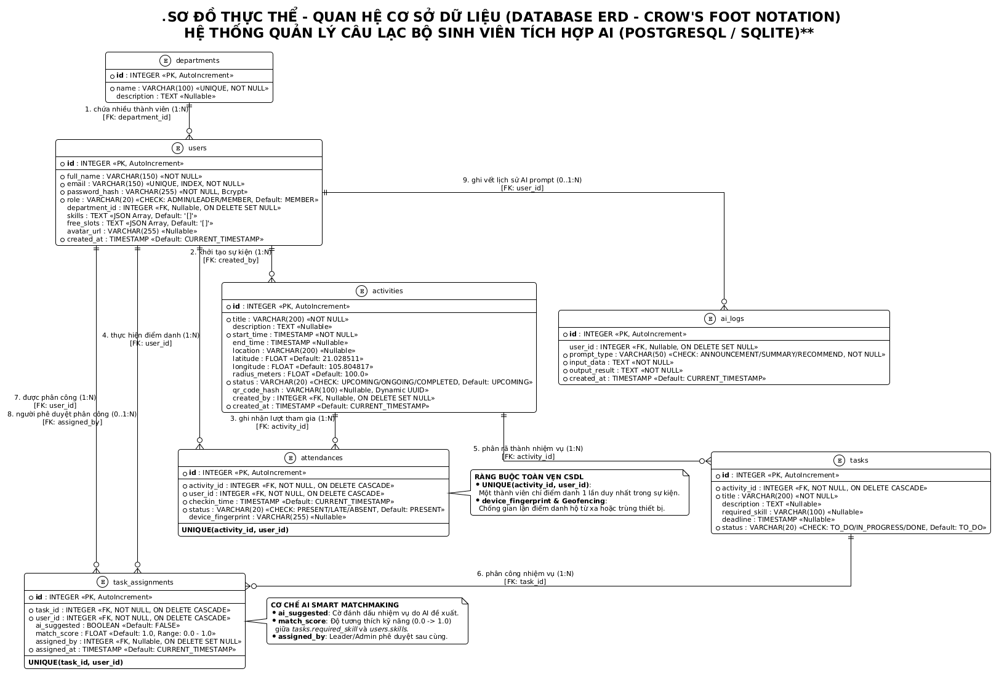 .SƠ ĐỒ THỰC THỂ - QUAN HỆ CƠ SỞ DỮ LIỆU (DATABASE ERD - CROW'S FOOT NOTATION)
HỆ THỐNG QUẢN LÝ CÂU LẠC BỘ SINH VIÊN TÍCH HỢP AI (POSTGRESQL / SQLITE)**
E departments
id : INTEGER «PK, AutoIncrement»
name : VARCHAR(100) «UNIQUE, NOT NULL»
description : TEXT «Nullable»
1. chứa nhiều thành viên (1:N)
[FK: department_id]
E users
id : INTEGER «PK, AutoIncrement»
full_name : VARCHAR(150) «NOT NULL»
email : VARCHAR(150) «UNIQUE, INDEX, NOT NULL»
password_hash : VARCHAR(255) «NOT NULL, Bcrypt»
role : VARCHAR(20) «CHECK: ADMIN/LEADER/MEMBER, Default: MEMBER»
department_id : INTEGER «FK, Nullable, ON DELETE SET NULL»
skills : TEXT «JSON Array, Default: '[]'»
free_slots : TEXT «JSON Array, Default: '[]'»
avatar_url : VARCHAR(255) «Nullable»
created_at : TIMESTAMP «Default: CURRENT_TIMESTAMP»
9. ghi vết lịch sử AI prompt (0..1:N)
[FK: user_id]
2. khởi tạo sự kiện (1:N)
[FK: created_by]
E activities
id : INTEGER «PK, AutoIncrement»
title : VARCHAR(200) «NOT NULL»
description : TEXT «Nullable»
start_time : TIMESTAMP «NOT NULL»
end_time : TIMESTAMP «Nullable»
location : VARCHAR(200) «Nullable»
latitude : FLOAT «Default: 21.028511»
longitude : FLOAT «Default: 105.804817»
radius_meters : FLOAT «Default: 100.0»
status : VARCHAR(20) «CHECK: UPCOMING/ONGOING/COMPLETED, Default: UPCOMING»
qr_code_hash : VARCHAR(100) «Nullable, Dynamic UUID»
created_by : INTEGER «FK, Nullable, ON DELETE SET NULL»
created_at : TIMESTAMP «Default: CURRENT_TIMESTAMP»
E ai_logs
id : INTEGER «PK, AutoIncrement»
user_id : INTEGER «FK, Nullable, ON DELETE SET NULL»
prompt_type : VARCHAR(50) «CHECK: ANNOUNCEMENT/SUMMARY/RECOMMEND, NOT NULL»
input_data : TEXT «NOT NULL»
output_result : TEXT «NOT NULL»
created_at : TIMESTAMP «Default: CURRENT_TIMESTAMP»
4. thực hiện điểm danh (1:N)
[FK: user_id]
7. được phân công (1:N)
[FK: user_id]
8. người phê duyệt phân công (0..1:N)
[FK: assigned_by]
3. ghi nhận lượt tham gia (1:N)
[FK: activity_id]
5. phân rã thành nhiệm vụ (1:N)
[FK: activity_id]
E attendances
id : INTEGER «PK, AutoIncrement»
activity_id : INTEGER «FK, NOT NULL, ON DELETE CASCADE»
user_id : INTEGER «FK, NOT NULL, ON DELETE CASCADE»
checkin_time : TIMESTAMP «Default: CURRENT_TIMESTAMP»
status : VARCHAR(20) «CHECK: PRESENT/LATE/ABSENT, Default: PRESENT»
device_fingerprint : VARCHAR(255) «Nullable»
UNIQUE(activity_id, user_id)
RÀNG BUỘC TOÀN VẸN CSDL
• UNIQUE(activity_id, user_id):
Một thành viên chỉ điểm danh 1 lần duy nhất trong sự kiện.
• device_fingerprint & Geofencing:
Chống gian lận điểm danh hộ từ xa hoặc trùng thiết bị.
E tasks
id : INTEGER «PK, AutoIncrement»
activity_id : INTEGER «FK, NOT NULL, ON DELETE CASCADE»
title : VARCHAR(200) «NOT NULL»
description : TEXT «Nullable»
required_skill : VARCHAR(100) «Nullable»
deadline : TIMESTAMP «Nullable»
status : VARCHAR(20) «CHECK: TO_DO/IN_PROGRESS/DONE, Default: TO_DO»
6. phân công nhiệm vụ (1:N)
[FK: task_id]
E task_assignments
id : INTEGER «PK, AutoIncrement»
task_id : INTEGER «FK, NOT NULL, ON DELETE CASCADE»
user_id : INTEGER «FK, NOT NULL, ON DELETE CASCADE»
ai_suggested : BOOLEAN «Default: FALSE»
match_score : FLOAT «Default: 1.0, Range: 0.0 - 1.0»
assigned_by : INTEGER «FK, Nullable, ON DELETE SET NULL»
assigned_at : TIMESTAMP «Default: CURRENT_TIMESTAMP»
UNIQUE(task_id, user_id)
CƠ CHẾ AI SMART MATCHMAKING
• ai_suggested: Cờ đánh dấu nhiệm vụ do AI đề xuất.
• match_score: Độ tương thích kỹ năng (0.0 -> 1.0)
giữa tasks.required_skill và users.skills.
• assigned_by: Leader/Admin phê duyệt sau cùng.